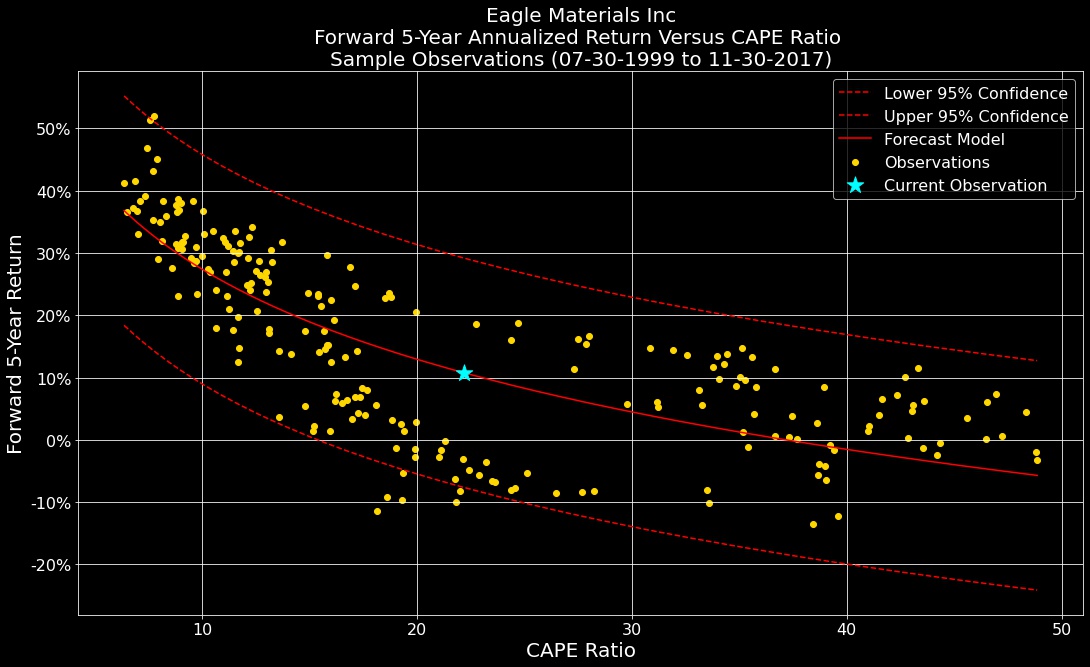 Eagle Materials Inc
Forward 5-Year Annualized Return Versus CAPE Ratio
Sample Observations (07-30-1999 to 11-30-2017)
Lower 95% Confidence
Upper 95% Confidence
Forecast Model
Observations
Current Observation
Forward 5-Year Return
50%
40%
30%
20%
10%
0%
-10%
-20%
10 20 30 40 50
CAPE Ratio